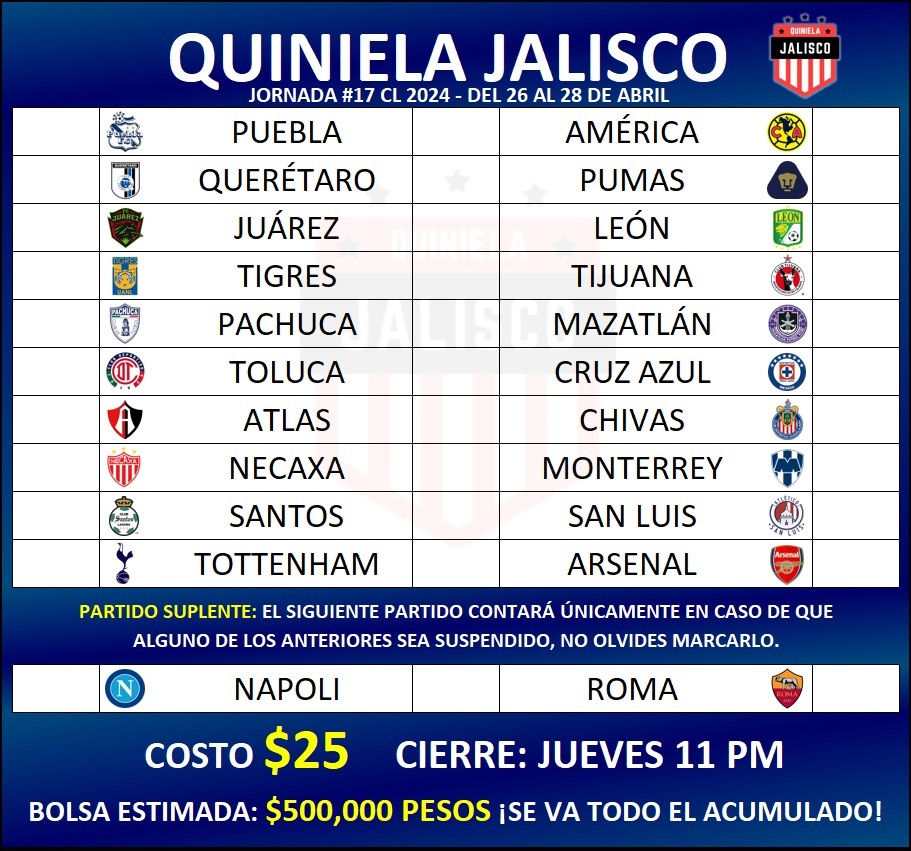 QUINIELA JALISCO
QUINIELA
JALISCO
JORNADA #17 CL 2024 - DEL 26 AL 28 DE ABRIL
PUEBLA AMÉRICA
QUERÉTARO PUMAS
JUÁREZ LEÓN
TIGRES TIJUANA
PACHUCA MAZATLÁN
TOLUCA CRUZ AZUL
ATLAS CHIVAS
NECAXA MONTERREY
SANTOS SAN LUIS
TOTTENHAM ARSENAL
QUINIELA
JALISCO
PARTIDO SUPLENTE: EL SIGUIENTE PARTIDO CONTARÁ ÚNICAMENTE EN CASO DE QUE
ALGUNO DE LOS ANTERIORES SEA SUSPENDIDO, NO OLVIDES MARCARLO.
NAPOLI ROMA
COSTO $25 CIERRE: JUEVES 11 PM
BOLSA ESTIMADA: $500,000 PESOS ¡SE VA TODO EL ACUMULADO!